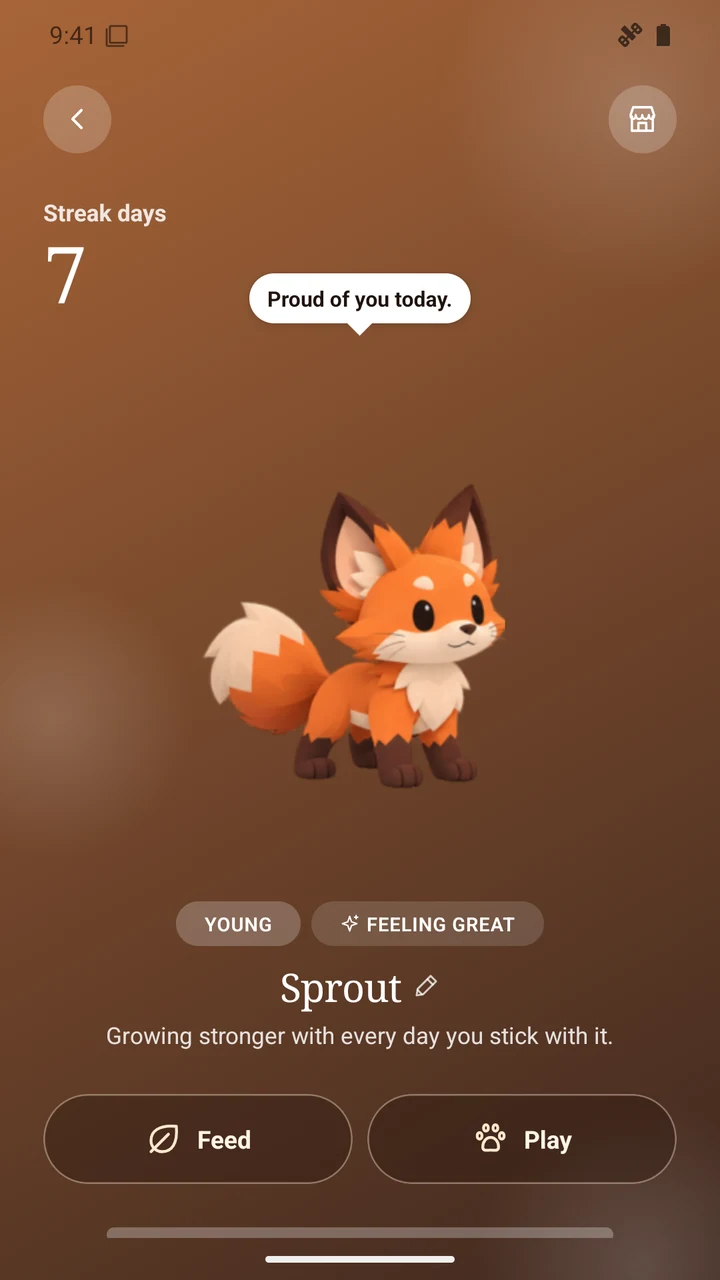 9:41
Streak days
7
Proud of you today.
YOUNG
FEELING GREAT
Sprout
Growing stronger with every day you stick with it.
Feed
Play